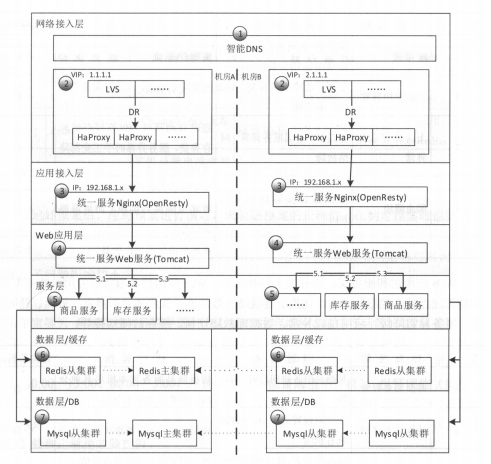 网络接入层
1
智能DNS
2 VIP: 1.1.1.1 机房A 机房B 2 VIP: 2.1.1.1
LVS …… LVS ……
DR DR
HaProxy HaProxy …… HaProxy HaProxy ……
应用接入层
3 IP: 192.168.1.x 3 IP: 192.168.1.x
统一服务Nginx(OpenResty) 统一服务Nginx(OpenResty)
Web应用层
4 统一服务Web服务(Tomcat) 4 统一服务Web服务(Tomcat)
5.1 5.2 5.3 5.1 5.2 5.3
服务层
5 商品服务 库存服务 …… 5 …… 库存服务 商品服务
数据层/缓存 数据层/缓存
6 Redis从集群 Redis主集群 6 Redis从集群 Redis从集群
数据层/DB 数据层/DB
7 Mysql从集群 Mysql主集群 7 Mysql从集群 Mysql从集群